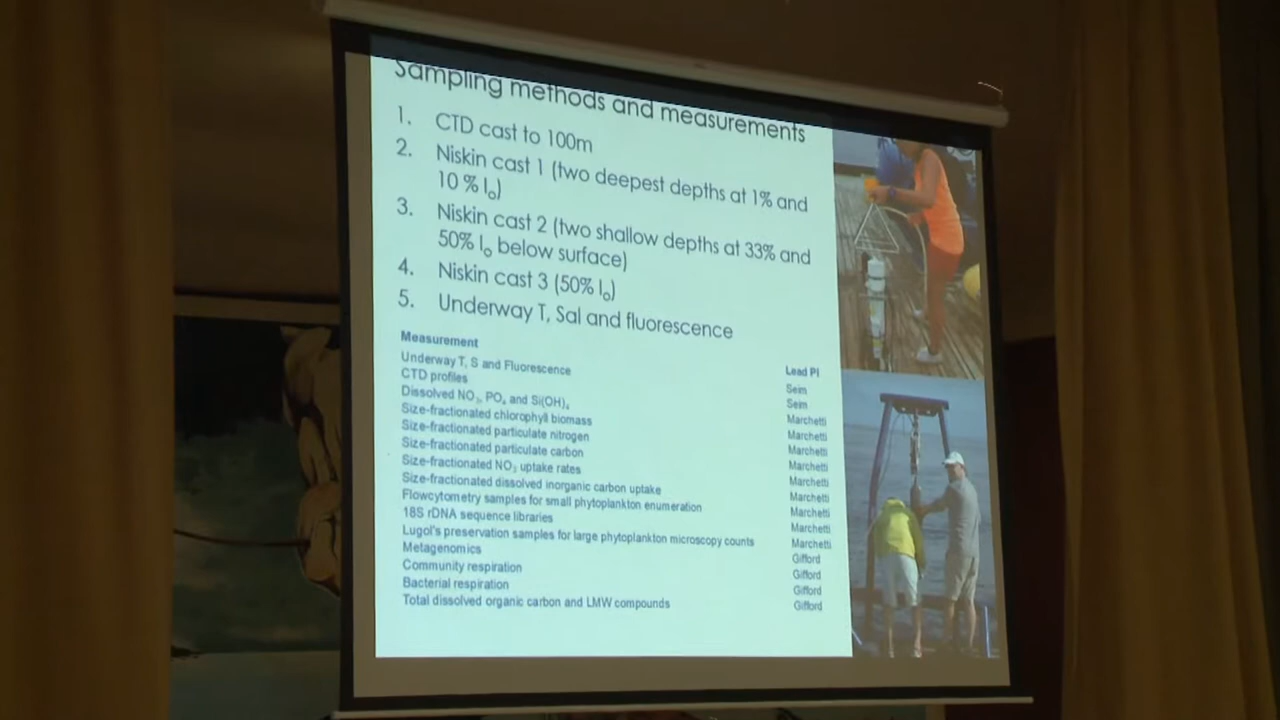 Sampling methods and measurements
1. CTD cast to 100m
2. Niskin cast 1 (two deepest depths at 1% and
10 % I₀)
3. Niskin cast 2 (two shallow depths at 33% and
50% I₀ below surface)
4. Niskin cast 3 (50% I₀)
5. Underway T, Sal and fluorescence
Measurement Lead PI
Underway T, S and Fluorescence Seim
CTD profiles Seim
Dissolved NO₃, PO₄ and Si(OH)₄ Marchetti
Size-fractionated chlorophyll biomass Marchetti
Size-fractionated particulate nitrogen Marchetti
Size-fractionated particulate carbon Marchetti
Size-fractionated NO₃ uptake rates Marchetti
Size-fractionated dissolved inorganic carbon uptake Marchetti
Flowcytometry samples for small phytoplankton enumeration Marchetti
18S rDNA sequence libraries Marchetti
Lugol's preservation samples for large phytoplankton microscopy counts Marchetti
Metagenomics Gifford
Community respiration Gifford
Bacterial respiration Gifford
Total dissolved organic carbon and LMW compounds Gifford